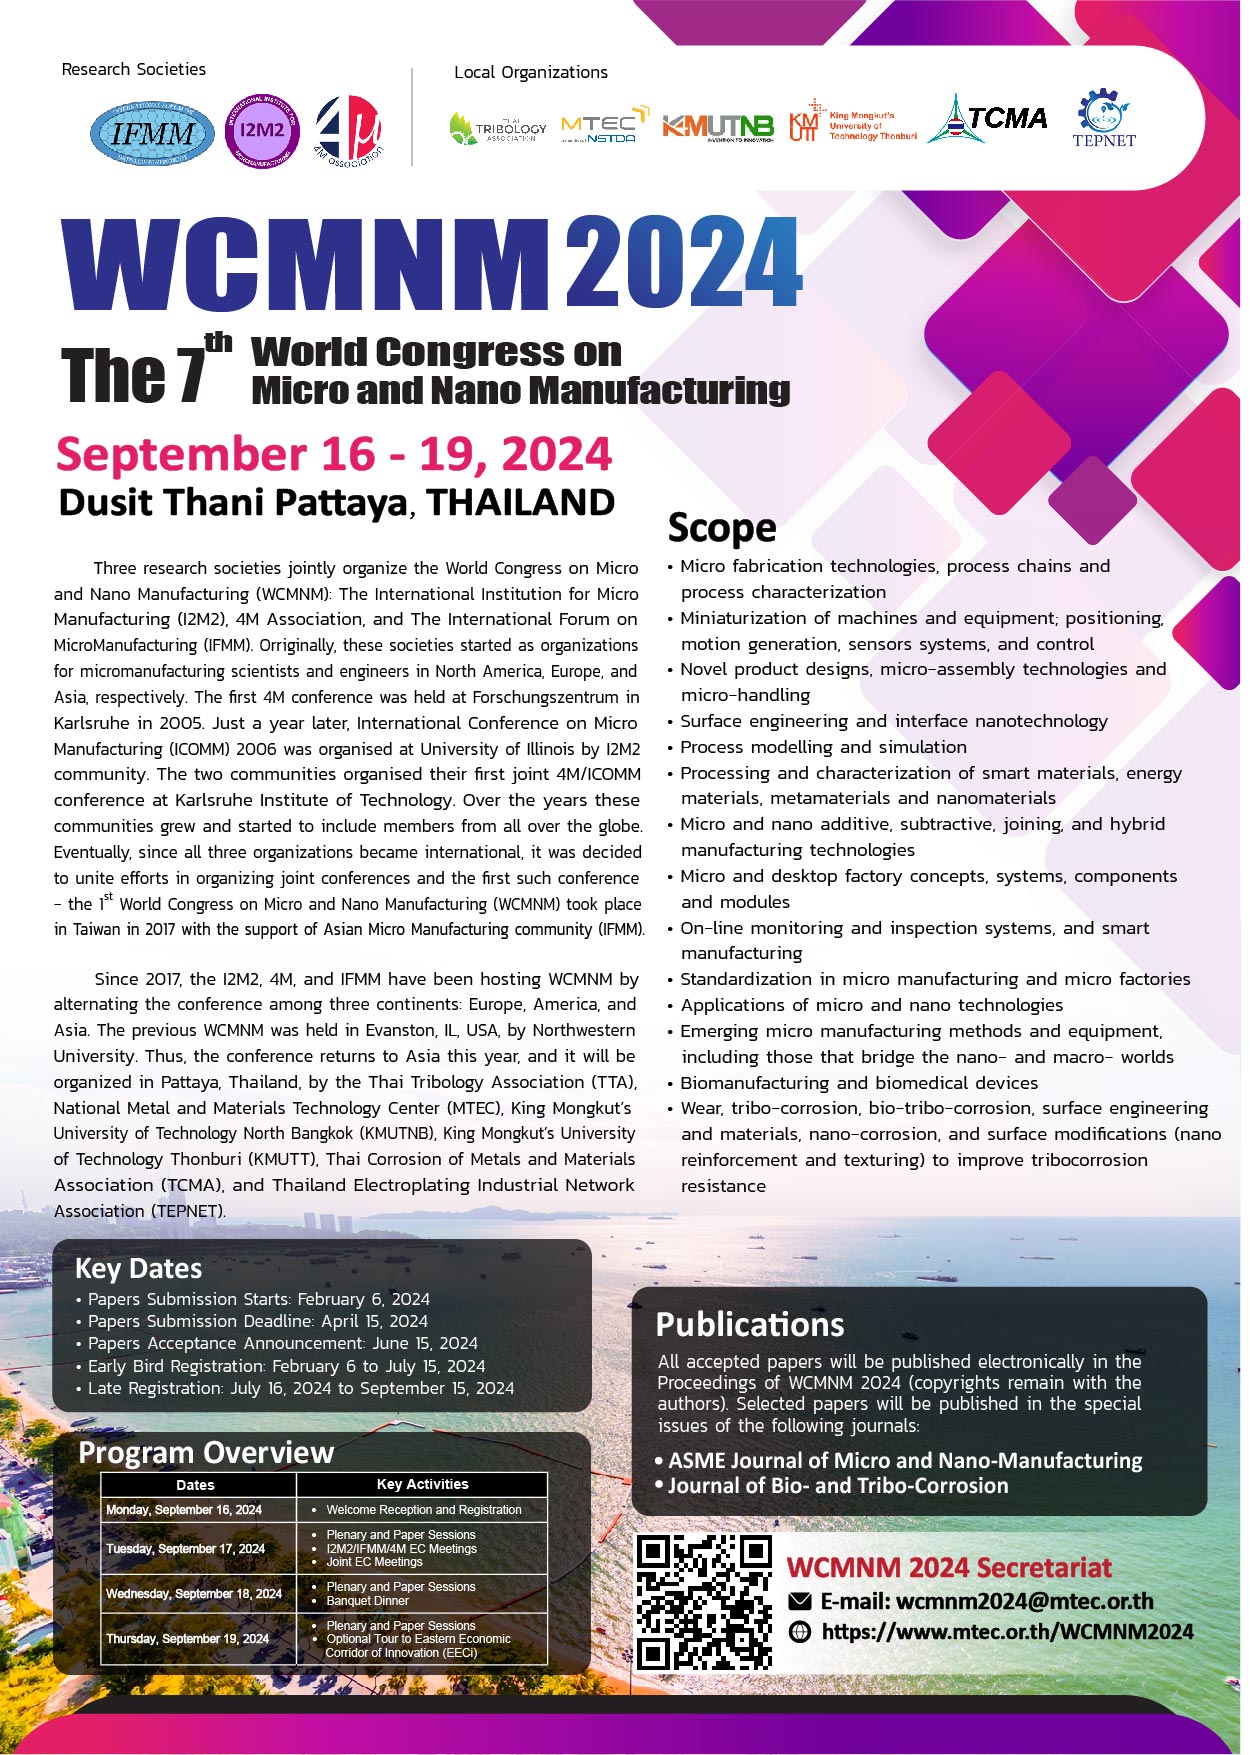 Research Societies
Local Organizations
IFMM
I2M2
4M ASSOCIATION
THAI
TRIBOLOGY
ASSOCIATION
MTEC
NSTDA
KMUTNB
INVENTION TO INNOVATION
KM
UTT
King Mongkut's
University of
Technology Thonburi
TCMA
TEPNET
WCMNM 2024
The 7th World Congress on
Micro and Nano Manufacturing
September 16 - 19, 2024
Dusit Thani Pattaya, THAILAND
Three research societies jointly organize the World Congress on Micro
and Nano Manufacturing (WCMNM): The International Institution for Micro
Manufacturing (I2M2), 4M Association, and The International Forum on
MicroManufacturing (IFMM). Orriginally, these societies started as organizations
for micromanufacturing scientists and engineers in North America, Europe, and
Asia, respectively. The first 4M conference was held at Forschungszentrum in
Karlsruhe in 2005. Just a year later, International Conference on Micro
Manufacturing (ICOMM) 2006 was organised at University of Illinois by I2M2
community. The two communities organised their first joint 4M/ICOMM
conference at Karlsruhe Institute of Technology. Over the years these
communities grew and started to include members from all over the globe.
Eventually, since all three organizations became international, it was decided
to unite efforts in organizing joint conferences and the first such conference
- the 1st World Congress on Micro and Nano Manufacturing (WCMNM) took place
in Taiwan in 2017 with the support of Asian Micro Manufacturing community (IFMM).
Since 2017, the I2M2, 4M, and IFMM have been hosting WCMNM by
alternating the conference among three continents: Europe, America, and
Asia. The previous WCMNM was held in Evanston, IL, USA, by Northwestern
University. Thus, the conference returns to Asia this year, and it will be
organized in Pattaya, Thailand, by the Thai Tribology Association (TTA),
National Metal and Materials Technology Center (MTEC), King Mongkut's
University of Technology North Bangkok (KMUTNB), King Mongkut's University
of Technology Thonburi (KMUTT), Thai Corrosion of Metals and Materials
Association (TCMA), and Thailand Electroplating Industrial Network
Association (TEPNET).
Scope
• Micro fabrication technologies, process chains and
process characterization
• Miniaturization of machines and equipment; positioning,
motion generation, sensors systems, and control
• Novel product designs, micro-assembly technologies and
micro-handling
• Surface engineering and interface nanotechnology
• Process modelling and simulation
• Processing and characterization of smart materials, energy
materials, metamaterials and nanomaterials
• Micro and nano additive, subtractive, joining, and hybrid
manufacturing technologies
• Micro and desktop factory concepts, systems, components
and modules
• On-line monitoring and inspection systems, and smart
manufacturing
• Standardization in micro manufacturing and micro factories
• Applications of micro and nano technologies
• Emerging micro manufacturing methods and equipment,
including those that bridge the nano- and macro- worlds
• Biomanufacturing and biomedical devices
• Wear, tribo-corrosion, bio-tribo-corrosion, surface engineering
and materials, nano-corrosion, and surface modifications (nano
reinforcement and texturing) to improve tribocorrosion
resistance
Key Dates
• Papers Submission Starts: February 6, 2024
• Papers Submission Deadline: April 15, 2024
• Papers Acceptance Announcement: June 15, 2024
• Early Bird Registration: February 6 to July 15, 2024
• Late Registration: July 16, 2024 to September 15, 2024
Program Overview
Dates Key Activities
Monday, September 16, 2024 • Welcome Reception and Registration
Tuesday, September 17, 2024 • Plenary and Paper Sessions
• I2M2/IFMM/4M EC Meetings
• Joint EC Meetings
Wednesday, September 18, 2024 • Plenary and Paper Sessions
• Banquet Dinner
Thursday, September 19, 2024 • Plenary and Paper Sessions
• Optional Tour to Eastern Economic
Corridor of Innovation (EECi)
Publications
All accepted papers will be published electronically in the
Proceedings of WCMNM 2024 (copyrights remain with the
authors). Selected papers will be published in the special
issues of the following journals:
• ASME Journal of Micro and Nano-Manufacturing
• Journal of Bio- and Tribo-Corrosion
WCMNM 2024 Secretariat
E-mail: wcmnm2024@mtec.or.th
https://www.mtec.or.th/WCMNM2024